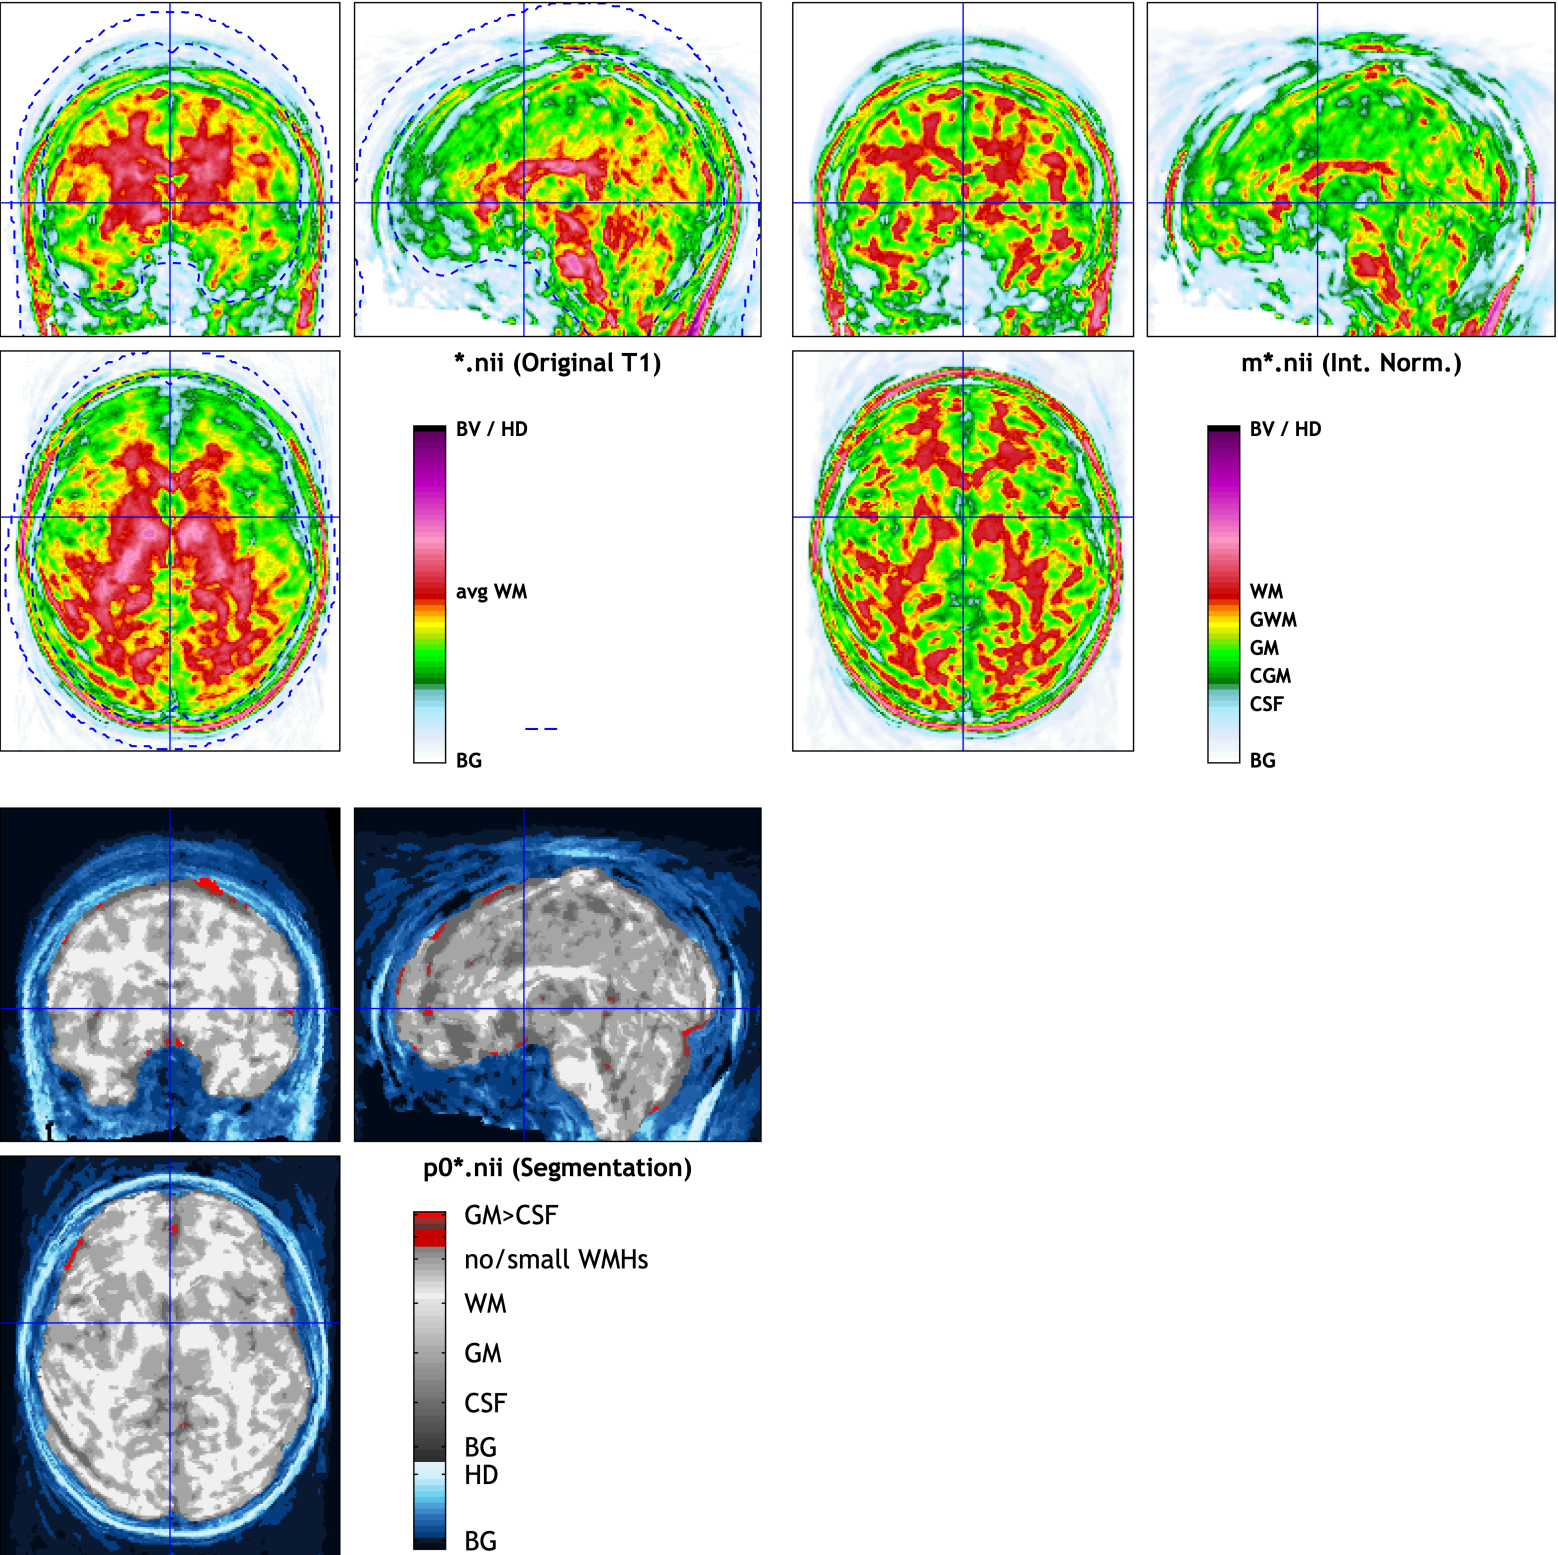 *.nii (Original T1)
BV / HD
avg WM
BG
m*.nii (Int. Norm.)
BV / HD
WM
GWM
GM
CGM
CSF
BG
p0*.nii (Segmentation)
GM>CSF
no/small WMHs
WM
GM
CSF
BG
HD
BG